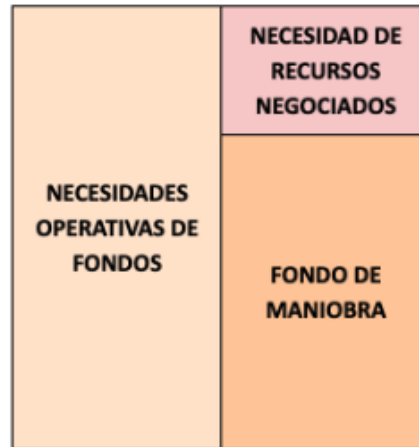 NECESIDADES
OPERATIVAS DE
FONDOS
NECESIDAD DE
RECURSOS
NEGOCIADOS
FONDO DE
MANIOBRA